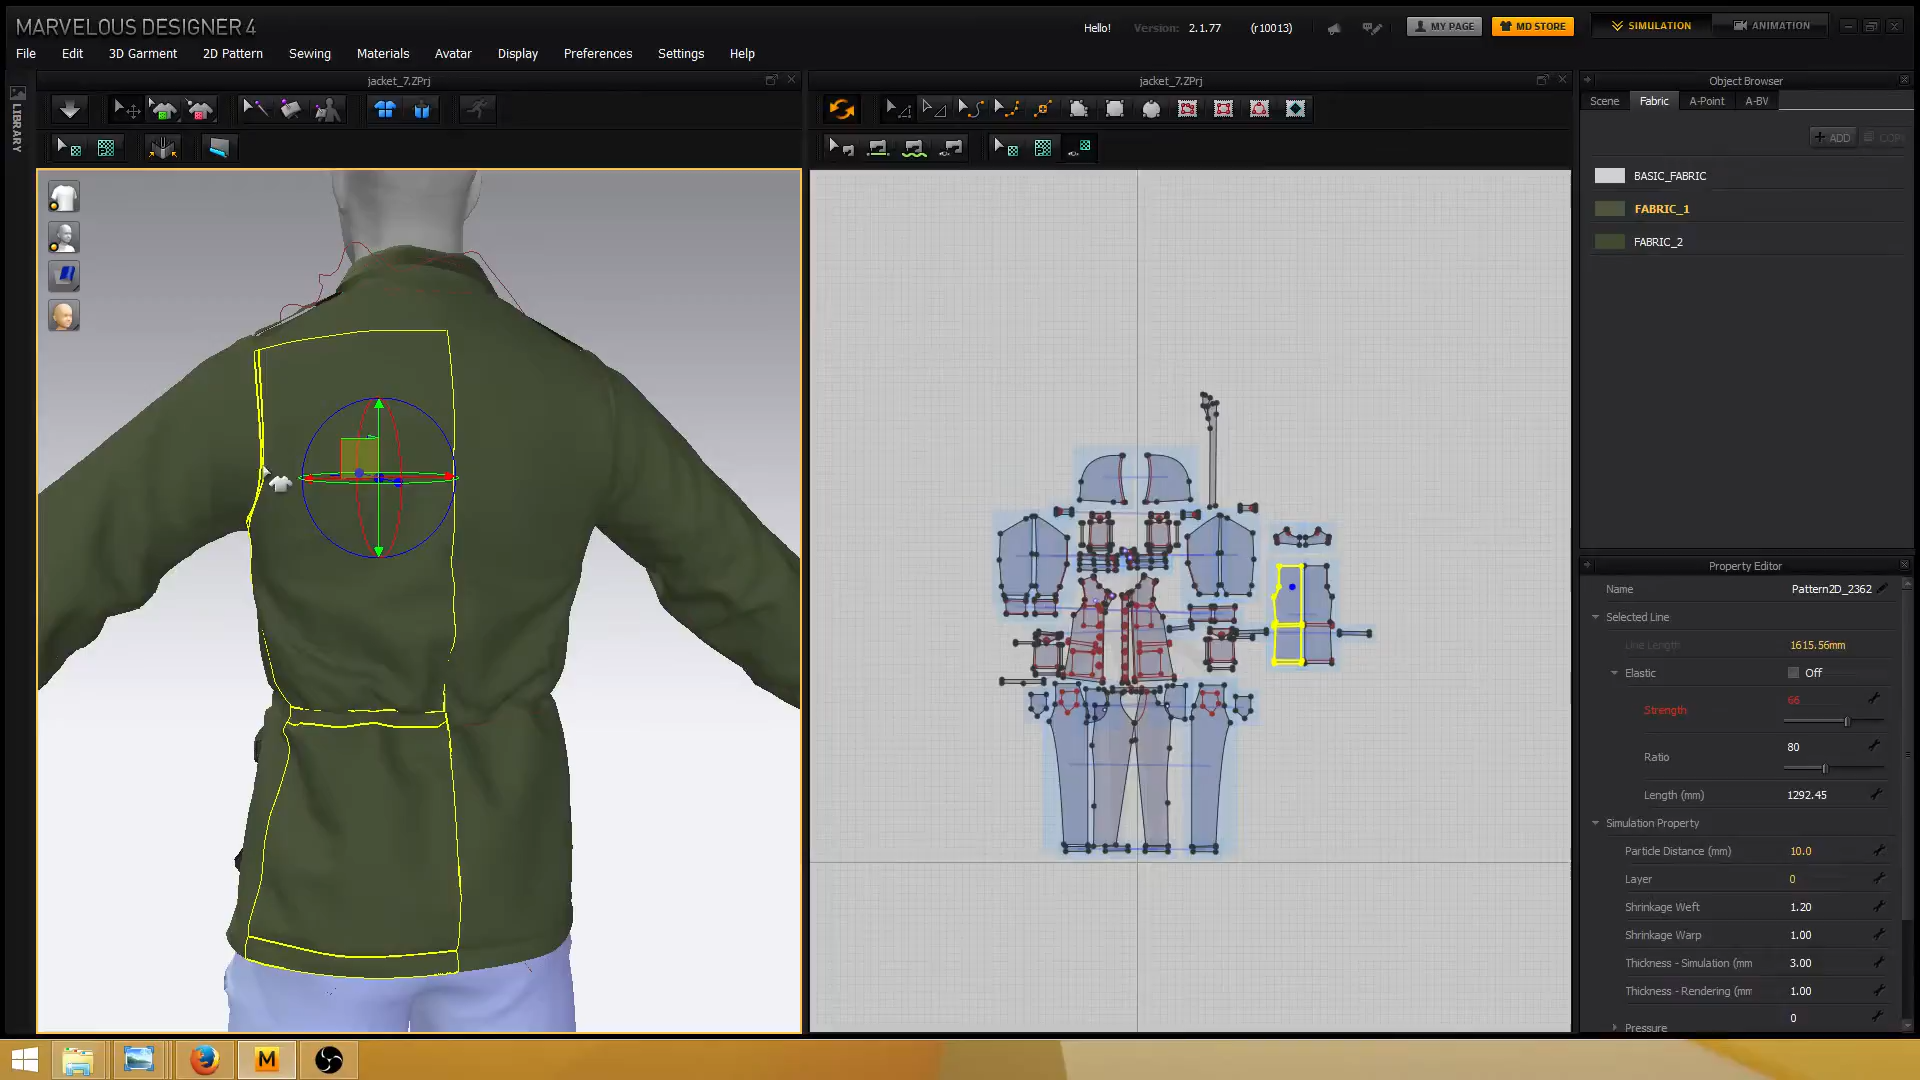 MARVELOUS DESIGNER 4
Hello!
Version: 2.1.77 (r10013)
MY PAGE
MD STORE
SIMULATION
ANIMATION
File Edit 3D Garment 2D Pattern Sewing Materials Avatar Display Preferences Settings Help
LIBRARY
jacket_7.ZPrj
jacket_7.ZPrj
Object Browser
Scene Fabric A-Point A-BV
+ ADD
BASIC_FABRIC
FABRIC_1
FABRIC_2
Property Editor
Name Pattern2D_2362
Selected Line
Line Length 1615.56mm
Elastic Off
Strength 66
Ratio 80
Length (mm) 1292.45
Simulation Property
Particle Distance (mm) 10.0
Layer 0
Shrinkage Weft 1.20
Shrinkage Warp 1.00
Thickness - Simulation (mm 3.00
Thickness - Rendering (mm 1.00
Pressure 0
M